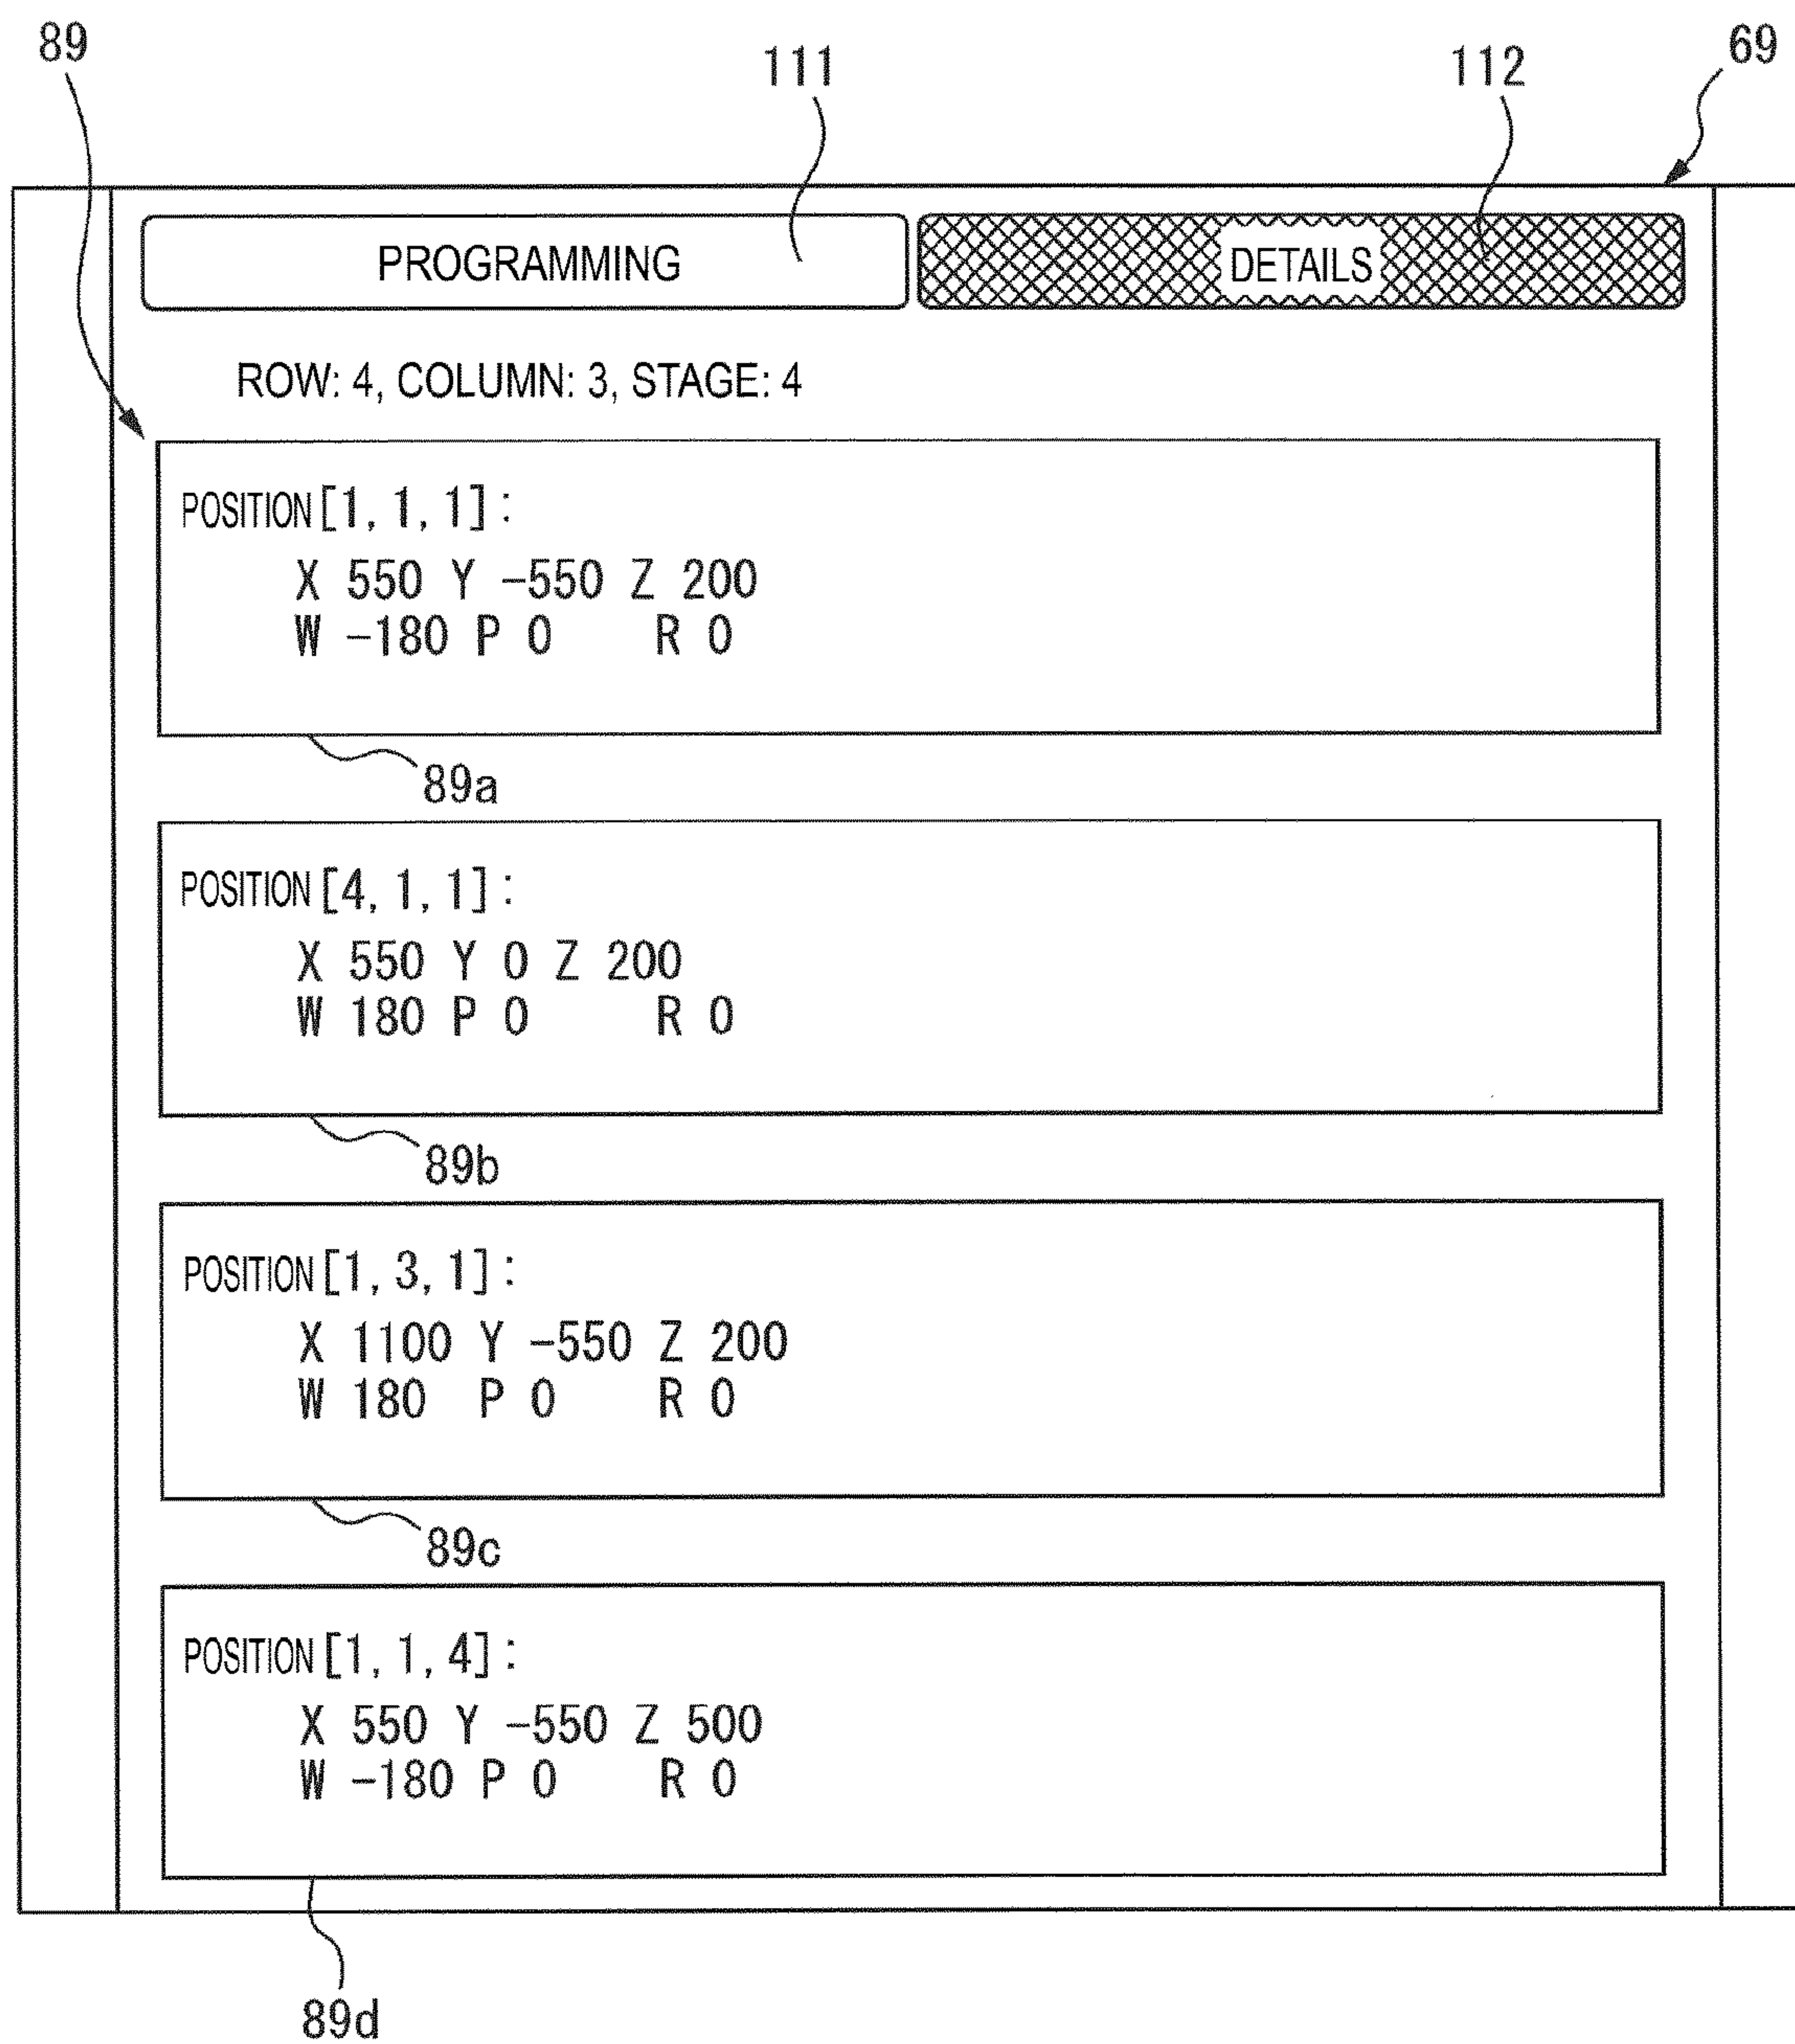 89
111
112
69
PROGRAMMING
DETAILS
ROW: 4, COLUMN: 3, STAGE: 4
POSITION[1, 1, 1]:
X 550 Y -550 Z 200
W -180 P 0 R 0
89a
POSITION[4, 1, 1]:
X 550 Y 0 Z 200
W 180 P 0 R 0
89b
POSITION[1, 3, 1]:
X 1100 Y -550 Z 200
W 180 P 0 R 0
89c
POSITION[1, 1, 4]:
X 550 Y -550 Z 500
W -180 P 0 R 0
89d